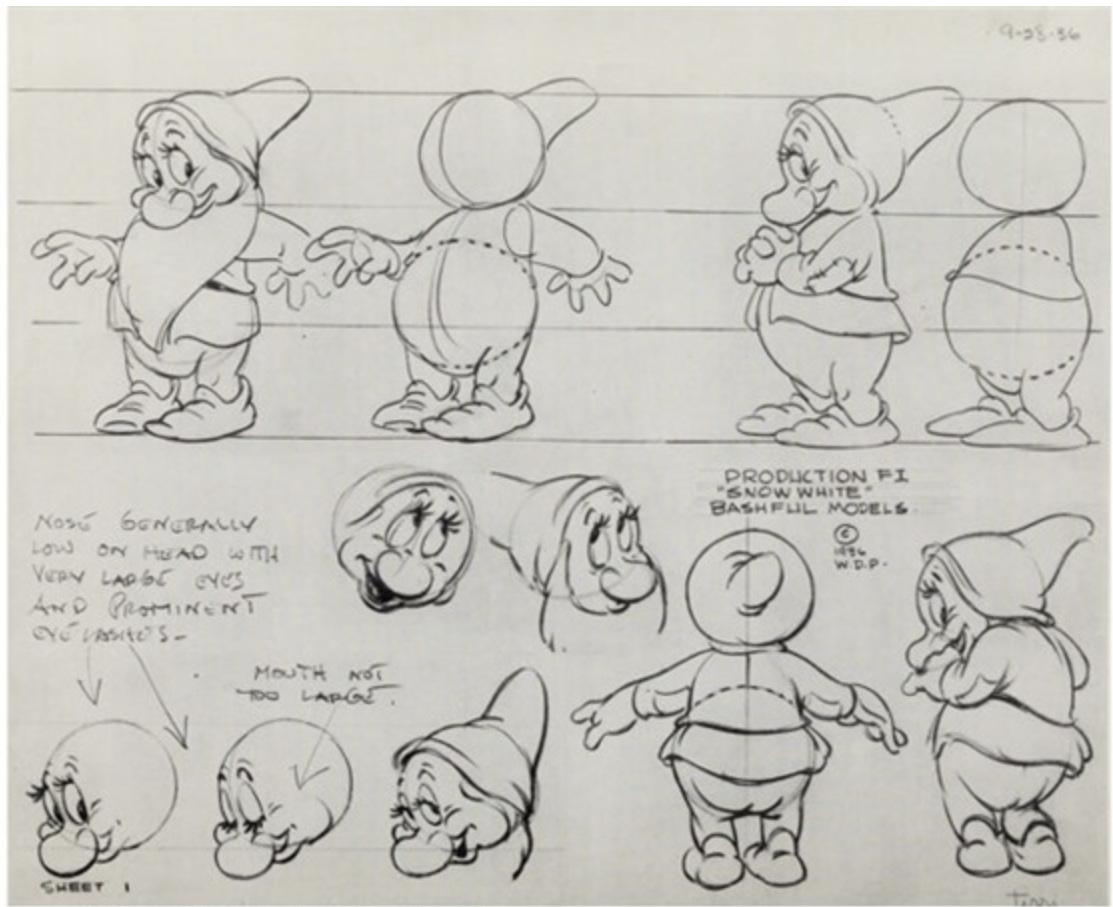 9-28-36
PRODUCTION F1
"SNOW WHITE"
BASHFUL MODELS.
©
1936
W.D.P.
NOSE GENERALLY
LOW ON HEAD WITH
VERY LARGE EYES
AND PROMINENT
EYE LASHES-
MOUTH NOT
TOO LARGE.
SHEET 1